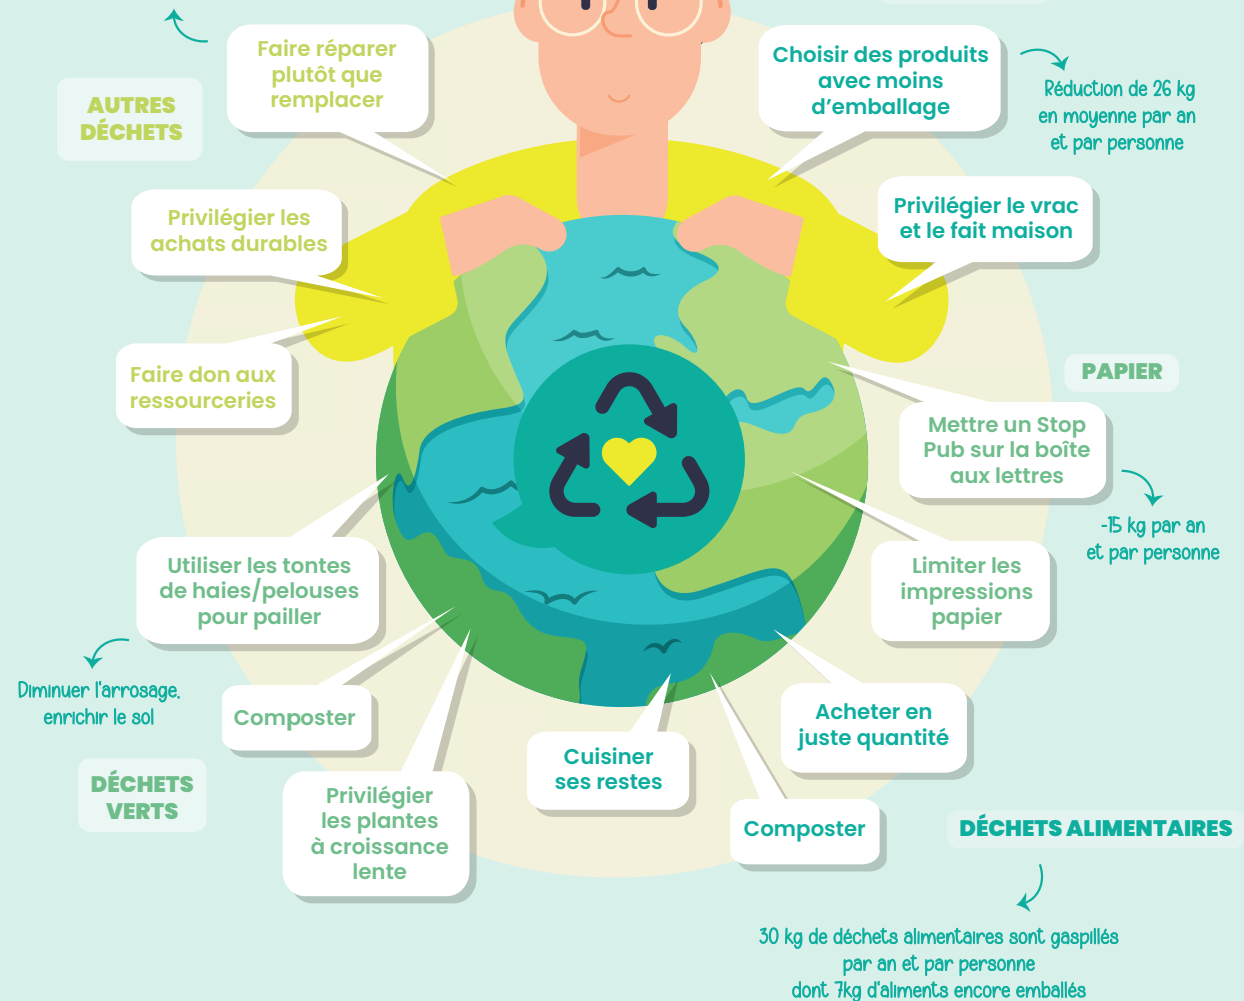 Faire réparer
plutôt que
remplacer
Choisir des produits
avec moins
d’emballage
Réduction de 26 kg
en moyenne par an
et par personne
AUTRES
DÉCHETS
Privilégier les
achats durables
Privilégier le vrac
et le fait maison
Faire don aux
ressourceries
PAPIER
Mettre un Stop
Pub sur la boîte
aux lettres
-15 kg par an
et par personne
Utiliser les tontes
de haies/pelouses
pour pailler
Limiter les
impressions
papier
Diminuer l'arrosage,
enrichir le sol
Composter
DÉCHETS
VERTS
Privilégier
les plantes
à croissance
lente
Cuisiner
ses restes
Acheter en
juste quantité
Composter
DÉCHETS ALIMENTAIRES
30 kg de déchets alimentaires sont gaspillés
par an et par personne
dont 7kg d'aliments encore emballés